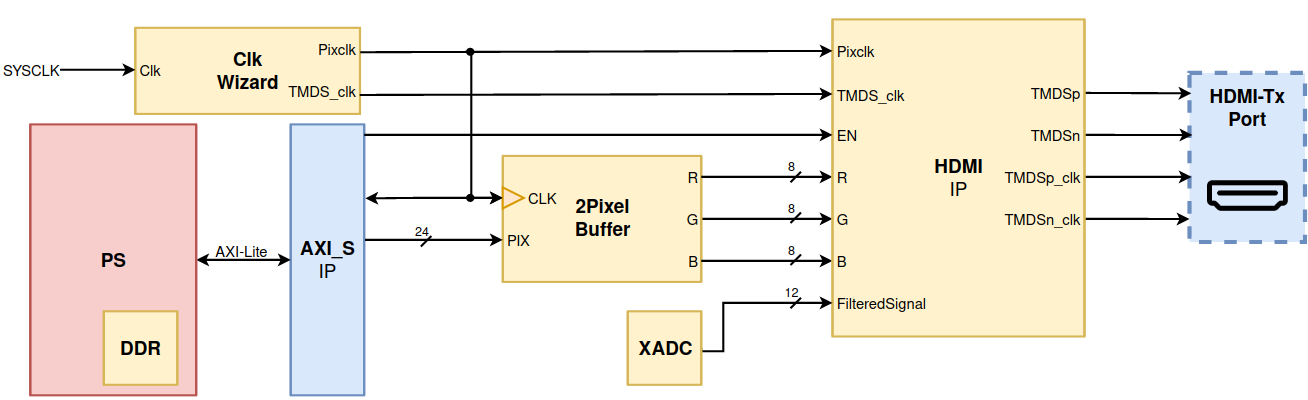 SYSCLK
Clk
Clk
Wizard
Pixclk
TMDS_clk
PS
DDR
AXI-Lite
AXI_S
IP
24
CLK
PIX
2Pixel
Buffer
R
G
B
8
8
8
12
XADC
Pixclk
TMDS_clk
EN
R
G
B
FilteredSignal
HDMI
IP
TMDSp
TMDSn
TMDSp_clk
TMDSn_clk
HDMI-Tx
Port